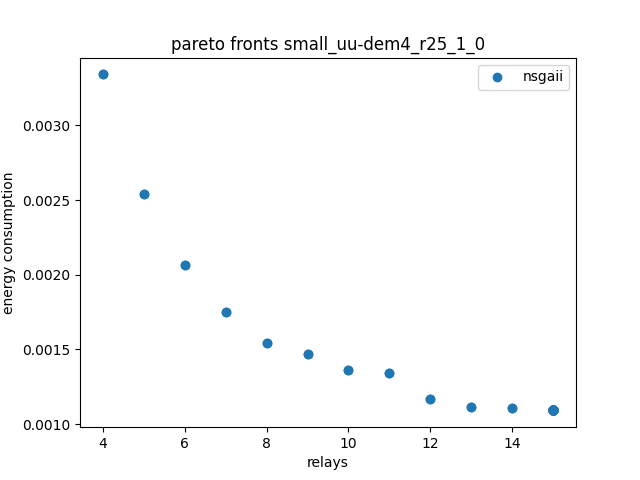 pareto fronts small_uu-dem4_r25_1_0
nsgaii
energy consumption
0.0030
0.0025
0.0020
0.0015
0.0010
4
6
8
10
12
14
relays